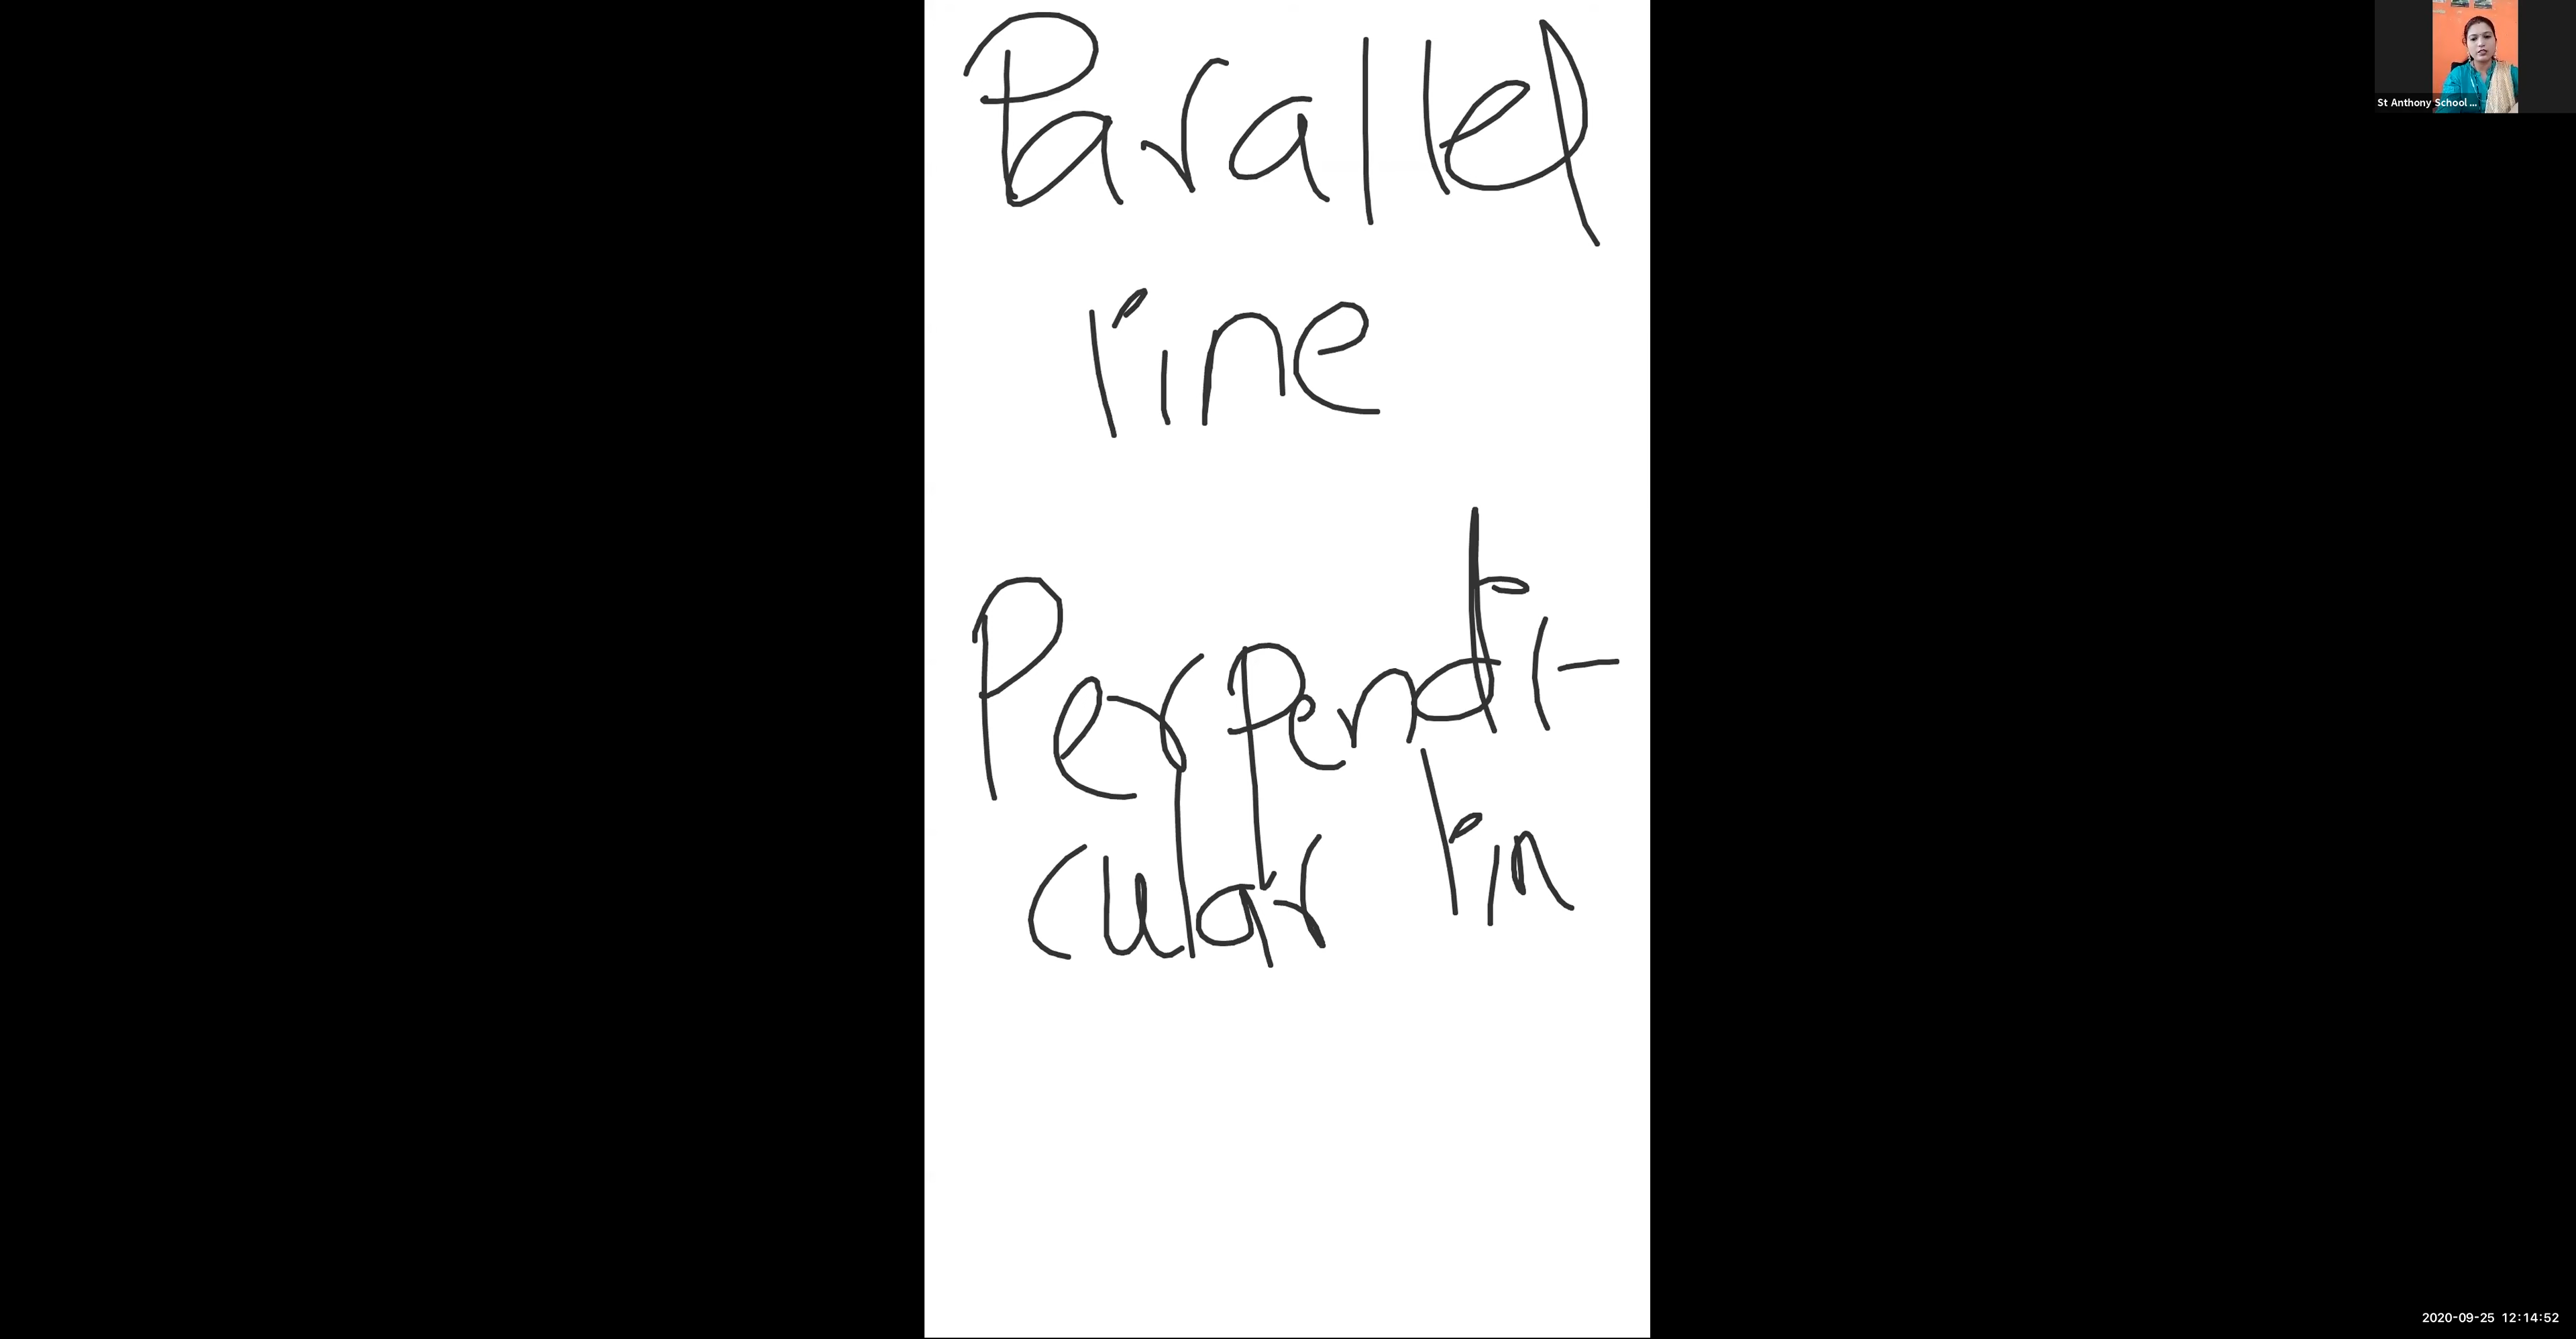 Parallel
line
Perpendi-
cular lin
St Anthony School ...
2020-09-25 12:14:52